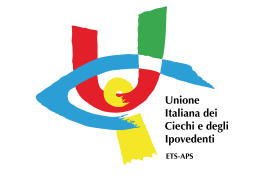 Unione
Italiana dei
Ciechi e degli
Ipovedenti
ETS-APS